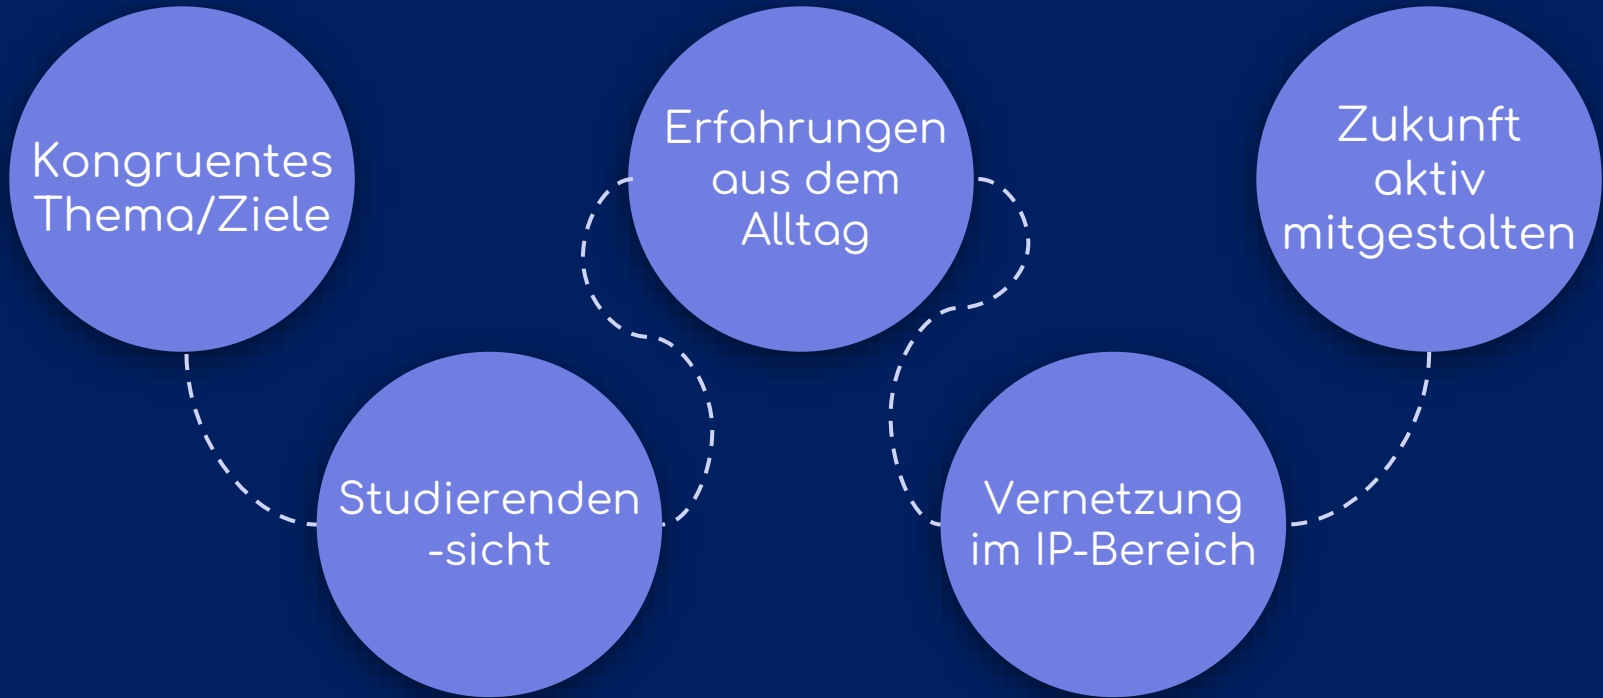 Kongruentes
Thema/Ziele
Studierenden
-sicht
Erfahrungen
aus dem
Alltag
Vernetzung
im IP-Bereich
Zukunft
aktiv
mitgestalten